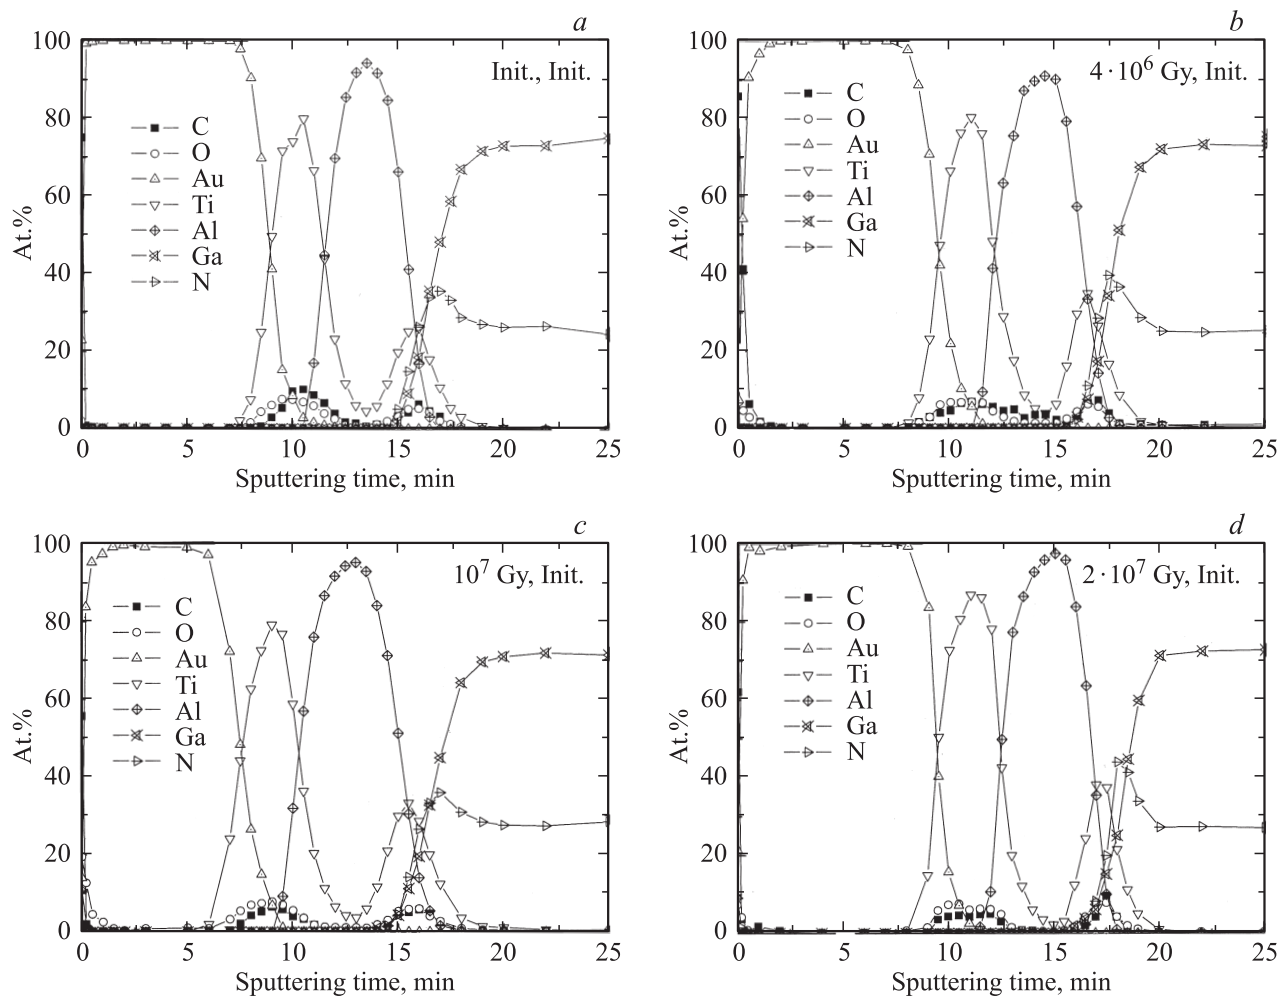 a
Init., Init.
At.%
100
80
60
40
20
0
C
O
Au
Ti
Al
Ga
N
0 5 10 15 20 25
Sputtering time, min
b
4·10⁶ Gy, Init.
At.%
100
80
60
40
20
0
C
O
Au
Ti
Al
Ga
N
0 5 10 15 20 25
Sputtering time, min
c
10⁷ Gy, Init.
At.%
100
80
60
40
20
0
C
O
Au
Ti
Al
Ga
N
0 5 10 15 20 25
Sputtering time, min
d
2·10⁷ Gy, Init.
At.%
100
80
60
40
20
0
C
O
Au
Ti
Al
Ga
N
0 5 10 15 20 25
Sputtering time, min